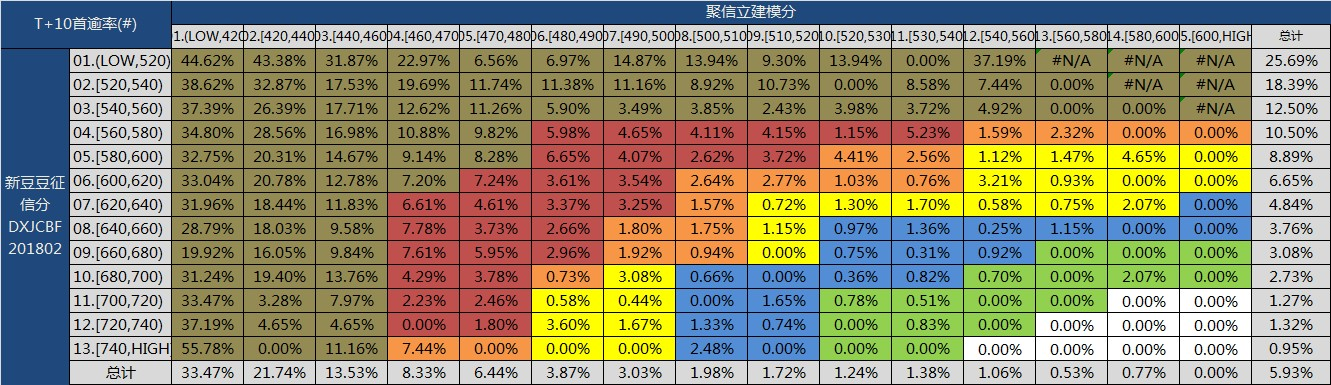 T+10首逾率(#) 聚信立建模分
01.(LOW,420 02.[420,440 03.[440,460 04.[460,470 05.[470,480 06.[480,490 07.[490,500 08.[500,510 09.[510,520 10.[520,530 11.[530,540 12.[540,560 13.[560,580 14.[580,600 5.[600,HIGH 总计
新豆豆征
信分
DXJCBF
201802
01.(LOW,520) 44.62% 43.38% 31.87% 22.97% 6.56% 6.97% 14.87% 13.94% 9.30% 13.94% 0.00% 37.19% #N/A #N/A #N/A 25.69%
02.[520,540) 38.62% 32.87% 17.53% 19.69% 11.74% 11.38% 11.16% 8.92% 10.73% 0.00% 8.58% 7.44% 0.00% #N/A #N/A 18.39%
03.[540,560) 37.39% 26.39% 17.71% 12.62% 11.26% 5.90% 3.49% 3.85% 2.43% 3.98% 3.72% 4.92% 0.00% 0.00% #N/A 12.50%
04.[560,580) 34.80% 28.56% 16.98% 10.88% 9.82% 5.98% 4.65% 4.11% 4.15% 1.15% 5.23% 1.59% 2.32% 0.00% 0.00% 10.50%
05.[580,600) 32.75% 20.31% 14.67% 9.14% 8.28% 6.65% 4.07% 2.62% 3.72% 4.41% 2.56% 1.12% 1.47% 4.65% 0.00% 8.89%
06.[600,620) 33.04% 20.78% 12.78% 7.20% 7.24% 3.61% 3.54% 2.64% 2.77% 1.03% 0.76% 3.21% 0.93% 0.00% 0.00% 6.65%
07.[620,640) 31.96% 18.44% 11.83% 6.61% 4.61% 3.37% 3.25% 1.57% 0.72% 1.30% 1.70% 0.58% 0.75% 2.07% 0.00% 4.84%
08.[640,660) 28.79% 18.03% 9.58% 7.78% 3.73% 2.66% 1.80% 1.75% 1.15% 0.97% 1.36% 0.25% 1.15% 0.00% 0.00% 3.76%
09.[660,680) 19.92% 16.05% 9.84% 7.61% 5.95% 2.96% 1.92% 0.94% 0.00% 0.75% 0.31% 0.92% 0.00% 0.00% 0.00% 3.08%
10.[680,700) 31.24% 19.40% 13.76% 4.29% 3.78% 0.73% 3.08% 0.66% 0.00% 0.36% 0.82% 0.70% 0.00% 2.07% 0.00% 2.73%
11.[700,720) 33.47% 3.28% 7.97% 2.23% 2.46% 0.58% 0.44% 0.00% 1.65% 0.78% 0.51% 0.00% 0.00% 0.00% 0.00% 1.27%
12.[720,740) 37.19% 4.65% 4.65% 0.00% 1.80% 3.60% 1.67% 1.33% 0.74% 0.00% 0.83% 0.00% 0.00% 0.00% 0.00% 1.32%
13.[740,HIGH 55.78% 0.00% 11.16% 7.44% 0.00% 0.00% 0.00% 2.48% 0.00% 0.00% 0.00% 0.00% 0.00% 0.00% 0.00% 0.95%
总计 33.47% 21.74% 13.53% 8.33% 6.44% 3.87% 3.03% 1.98% 1.72% 1.24% 1.38% 1.06% 0.53% 0.77% 0.00% 5.93%